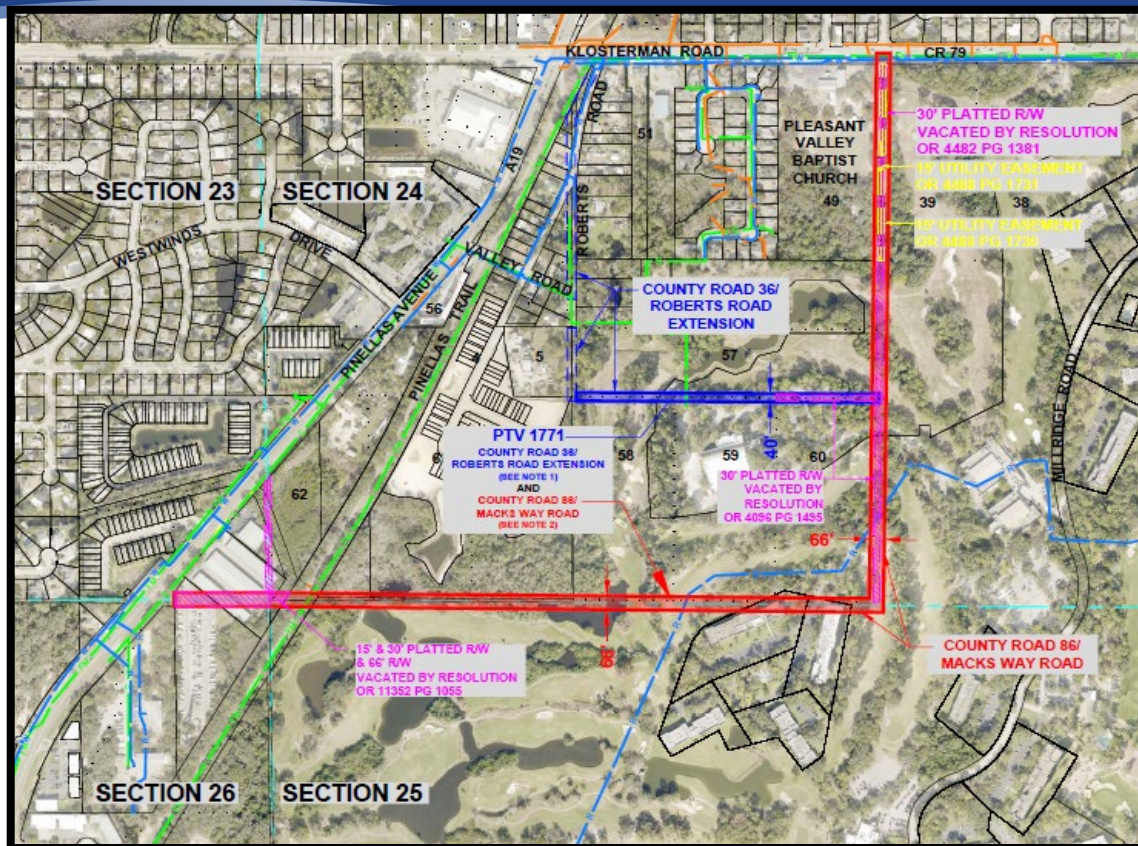 KLOSTERMAN ROAD
CR 79
ROAD
A19
51
PLEASANT
VALLEY
BAPTIST
CHURCH
49
30' PLATTED R/W
VACATED BY RESOLUTION
OR 4482 PG 1381
15' UTILITY EASEMENT
OR 4488 PG 1731
39
38
15' UTILITY EASEMENT
OR 4488 PG 1736
SECTION 23
SECTION 24
ROBERTS
WESTWINDS
DRIVE
VALLEY ROAD
PINELLAS AVENUE
56
PINELLAS TRAIL
COUNTY ROAD 36/
ROBERTS ROAD
EXTENSION
4
5
57
MILLRIDGE ROAD
PTV 1771
COUNTY ROAD 36/
ROBERTS ROAD EXTENSION
(SEE NOTE 1)
AND
COUNTY ROAD 86/
MACKS WAY ROAD
(SEE NOTE 2)
6
58
59
60
40'
62
30' PLATTED R/W
VACATED BY
RESOLUTION
OR 4096 PG 1495
66'
66'
15' & 30' PLATTED R/W
& 66' R/W
VACATED BY RESOLUTION
OR 11352 PG 1055
COUNTY ROAD 86/
MACKS WAY ROAD
SECTION 26
SECTION 25